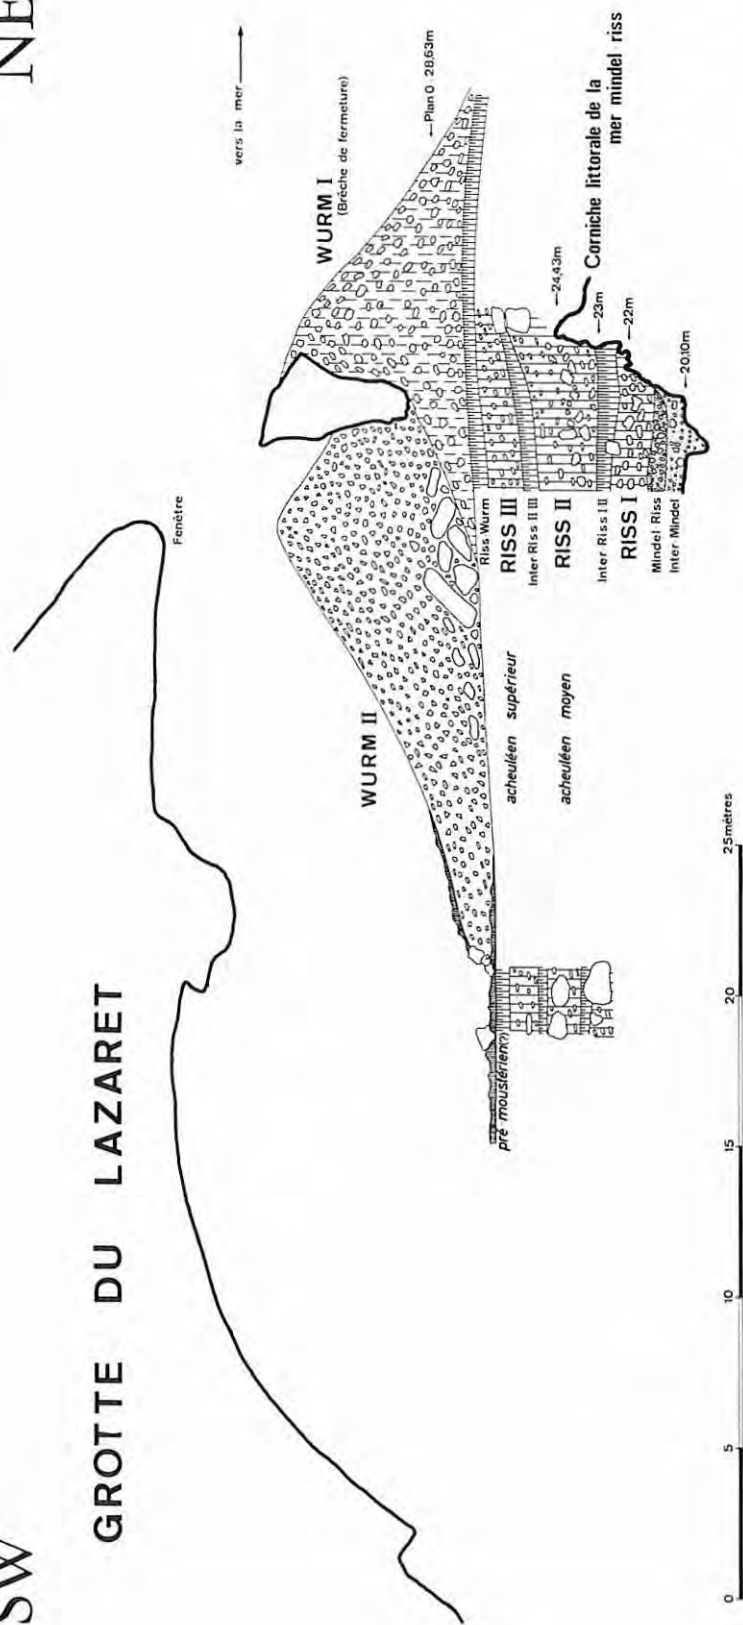 SW
NE
GROTTE DU LAZARET
vers la mer
Fenêtre
WURM I
(Brèche de fermeture)
Plan 0 28,63m
WURM II
Riss-Wurm
RISS III
Inter Riss II III
RISS II
Inter Riss I II
RISS I
Mindel-Riss
Inter Mindel
24,43m
Corniche littorale de la
mer mindel riss
23m
22m
20,10m
acheuléen supérieur
acheuléen moyen
pré moustérien(?)
0 5 10 15 20 25 mètres